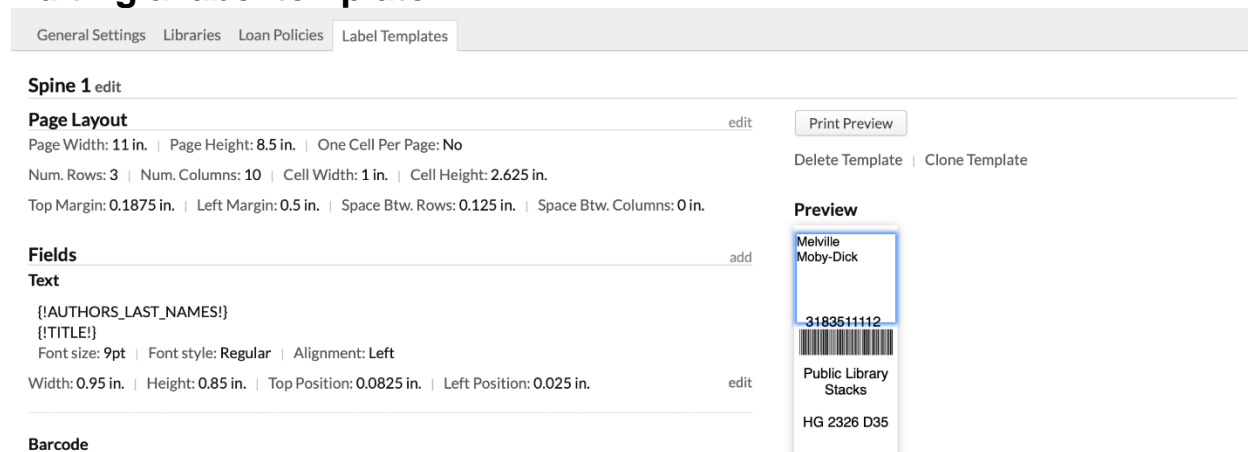 General Settings Libraries Loan Policies Label Templates
Spine 1 edit
Page Layout edit
Page Width: 11 in. | Page Height: 8.5 in. | One Cell Per Page: No
Num. Rows: 3 | Num. Columns: 10 | Cell Width: 1 in. | Cell Height: 2.625 in.
Top Margin: 0.1875 in. | Left Margin: 0.5 in. | Space Btw. Rows: 0.125 in. | Space Btw. Columns: 0 in.
Fields add
Text
{!AUTHORS_LAST_NAMES!}
{!TITLE!}
Font size: 9pt | Font style: Regular | Alignment: Left
Width: 0.95 in. | Height: 0.85 in. | Top Position: 0.0825 in. | Left Position: 0.025 in. edit
Barcode
Print Preview
Delete Template | Clone Template
Preview
Melville
Moby-Dick
3183511112
Public Library
Stacks
HG 2326 D35